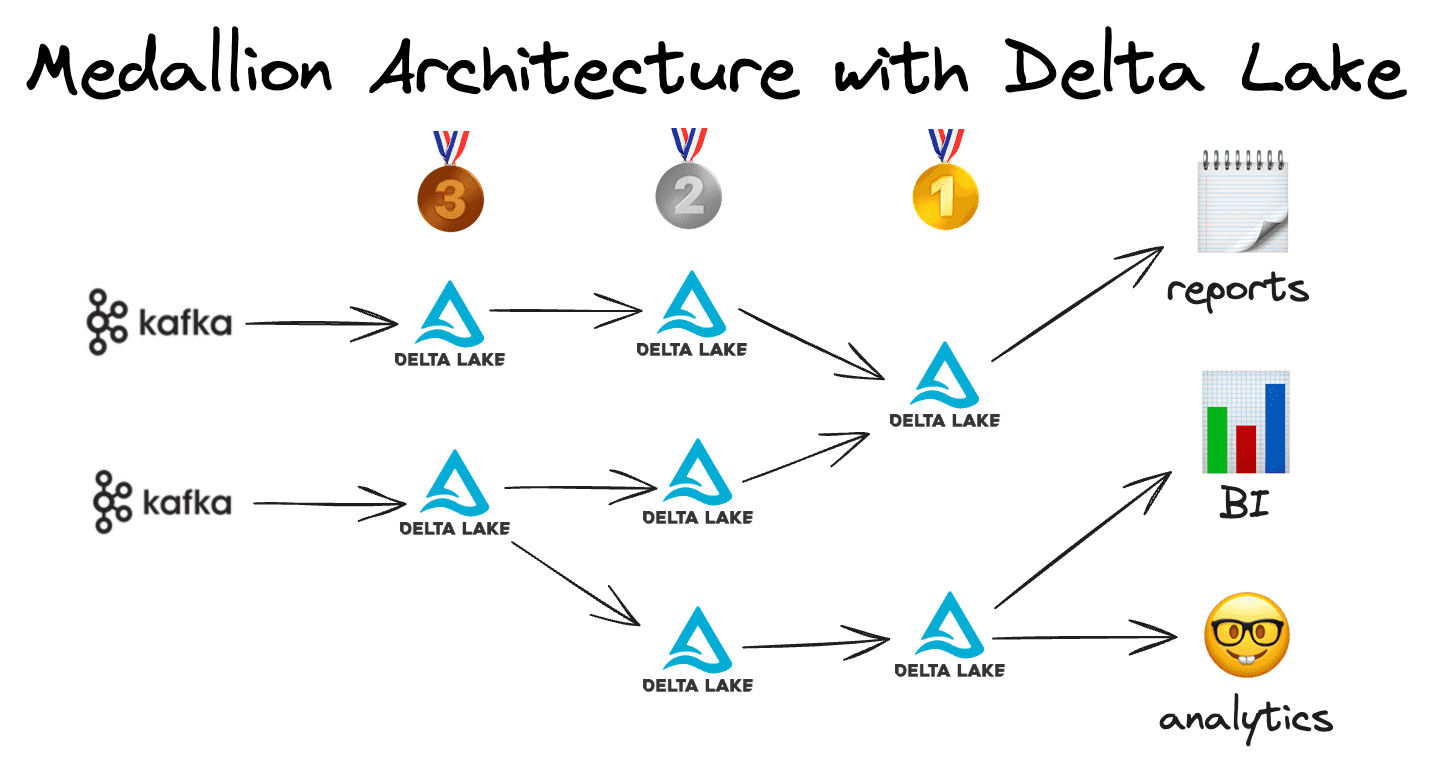 Medallion Architecture with Delta Lake
3
2
1
reports
kafka
DELTA LAKE
DELTA LAKE
DELTA LAKE
kafka
DELTA LAKE
DELTA LAKE
BI
DELTA LAKE
DELTA LAKE
analytics